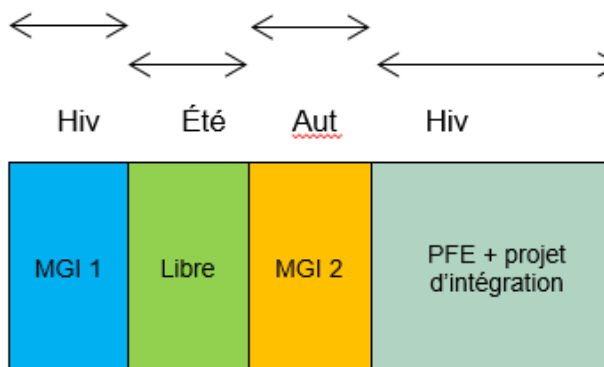 Hiv Été Aut Hiv
MGI 1 Libre MGI 2 PFE + projet
d'intégration